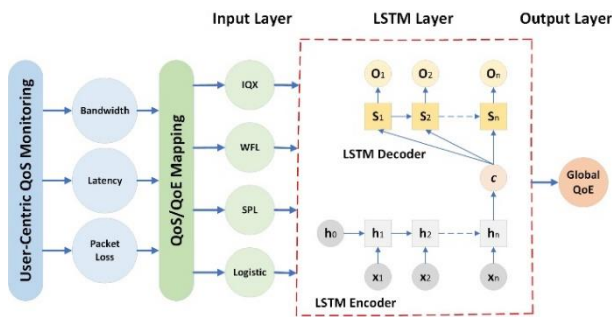 Input Layer
LSTM Layer
Output Layer
User-Centric QoS Monitoring
Bandwidth
Latency
Packet
Loss
QoS/QoE Mapping
IQX
WFL
SPL
Logistic
O1
O2
On
S1
S2
Sn
LSTM Decoder
c
h0
h1
h2
hn
x1
x2
xn
LSTM Encoder
Global
QoE